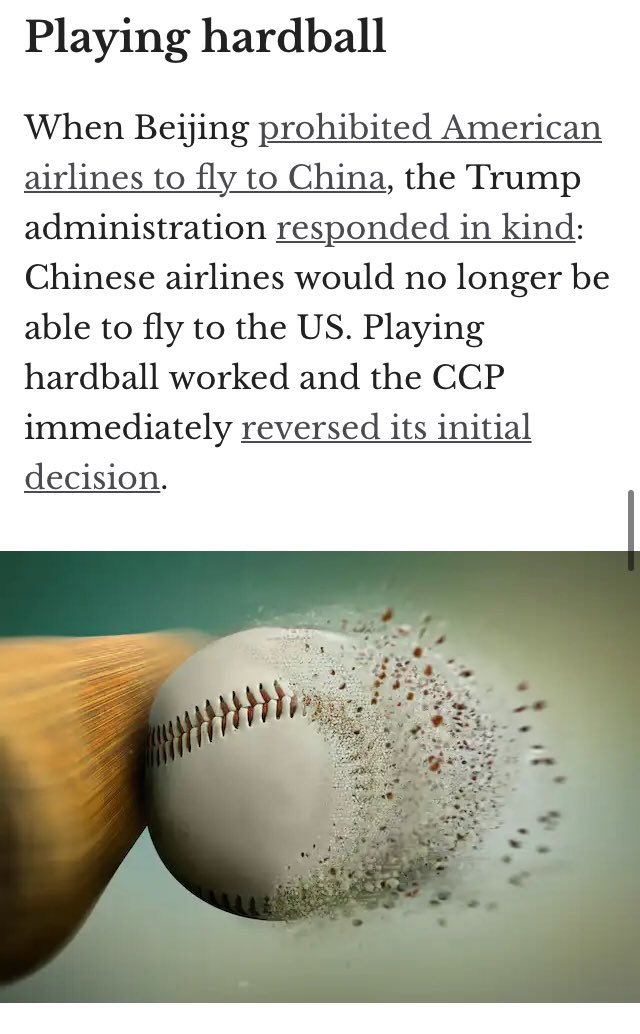 Playing hardball
When Beijing prohibited American
airlines to fly to China, the Trump
administration responded in kind:
Chinese airlines would no longer be
able to fly to the US. Playing
hardball worked and the CCP
immediately reversed its initial
decision.